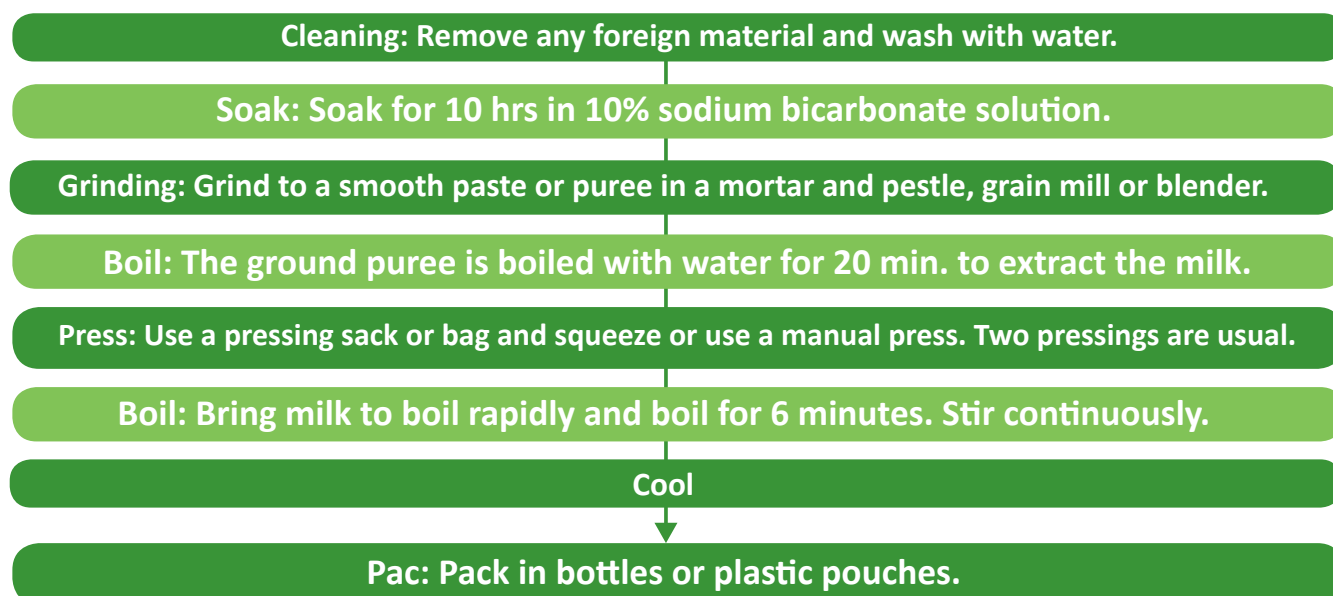 Cleaning: Remove any foreign material and wash with water.
Soak: Soak for 10 hrs in 10% sodium bicarbonate solution.
Grinding: Grind to a smooth paste or puree in a mortar and pestle, grain mill or blender.
Boil: The ground puree is boiled with water for 20 min. to extract the milk.
Press: Use a pressing sack or bag and squeeze or use a manual press. Two pressings are usual.
Boil: Bring milk to boil rapidly and boil for 6 minutes. Stir continuously.
Cool
Pac: Pack in bottles or plastic pouches.